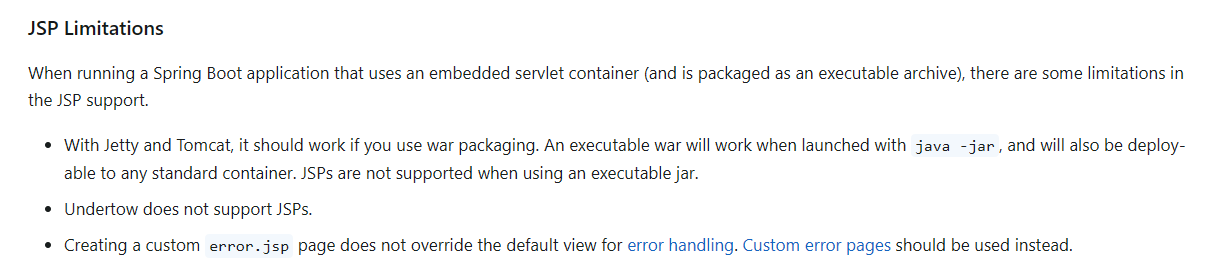 JSP Limitations
When running a Spring Boot application that uses an embedded servlet container (and is packaged as an executable archive), there are some limitations in
the JSP support.
• With Jetty and Tomcat, it should work if you use war packaging. An executable war will work when launched with java -jar, and will also be deploy-
able to any standard container. JSPs are not supported when using an executable jar.
• Undertow does not support JSPs.
• Creating a custom error.jsp page does not override the default view for error handling. Custom error pages should be used instead.